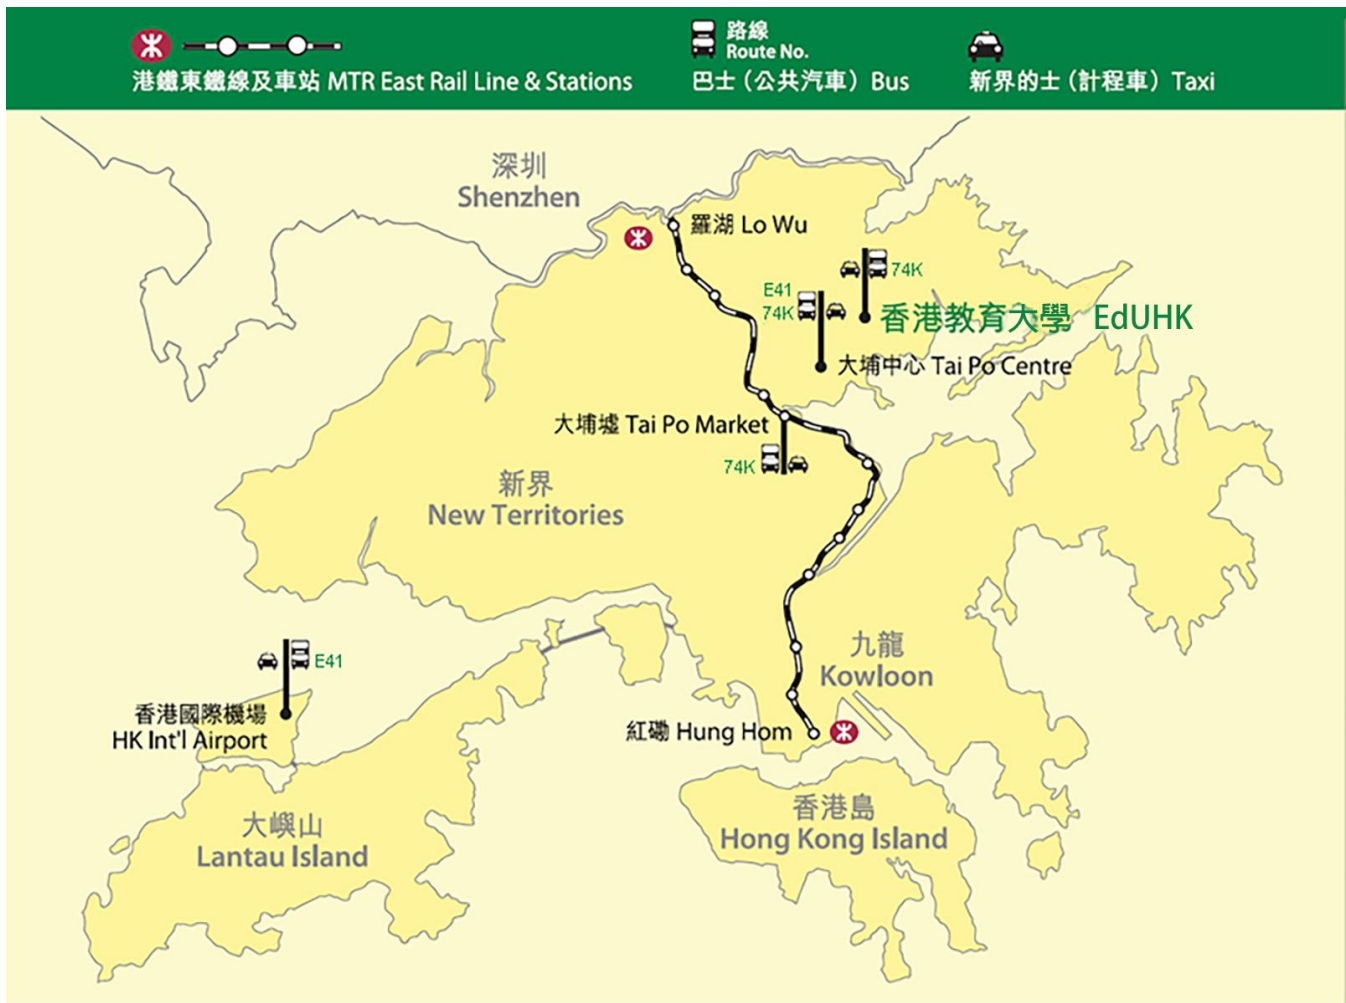 路線
Route No.
港鐵東鐵線及車站 MTR East Rail Line & Stations
巴士（公共汽車）Bus
新界的士（計程車）Taxi
深圳
Shenzhen
羅湖 Lo Wu
74K
E41
74K
香港教育大學 EdUHK
大埔中心 Tai Po Centre
大埔墟 Tai Po Market
74K
新界
New Territories
九龍
Kowloon
E41
香港國際機場
HK Int'l Airport
紅磡 Hung Hom
大嶼山
Lantau Island
香港島
Hong Kong Island